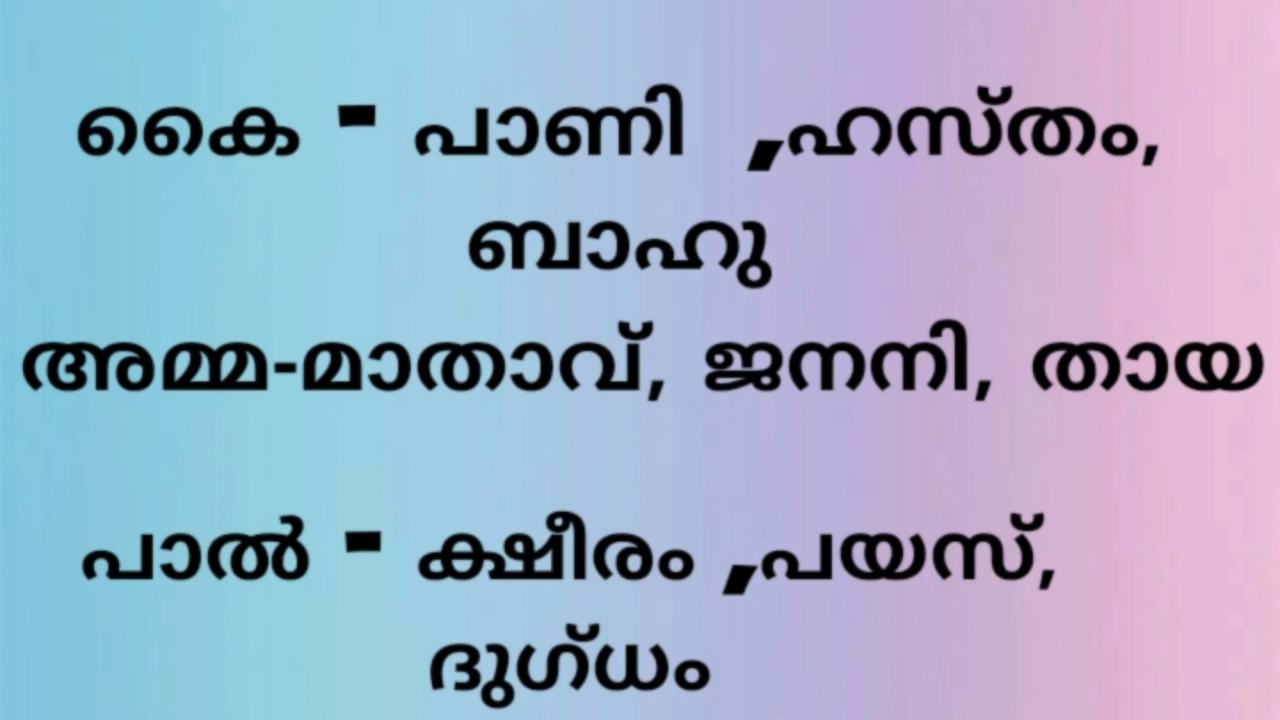 കൈ - പാണി ,ഹസ്തം,
ബാഹു
അമ്മ-മാതാവ്, ജനനി, തായ
പാൽ - ക്ഷീരം ,പയസ്,
ദുഗ്ധം